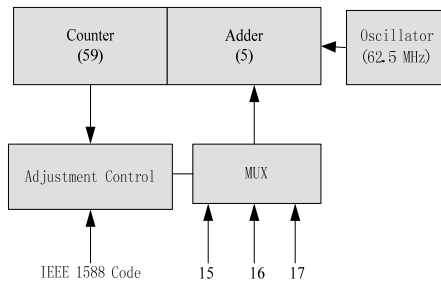 Counter
(59)
Adder
(5)
Oscillator
(62.5 MHz)
Adjustment Control
MUX
IEEE 1588 Code
15
16
17